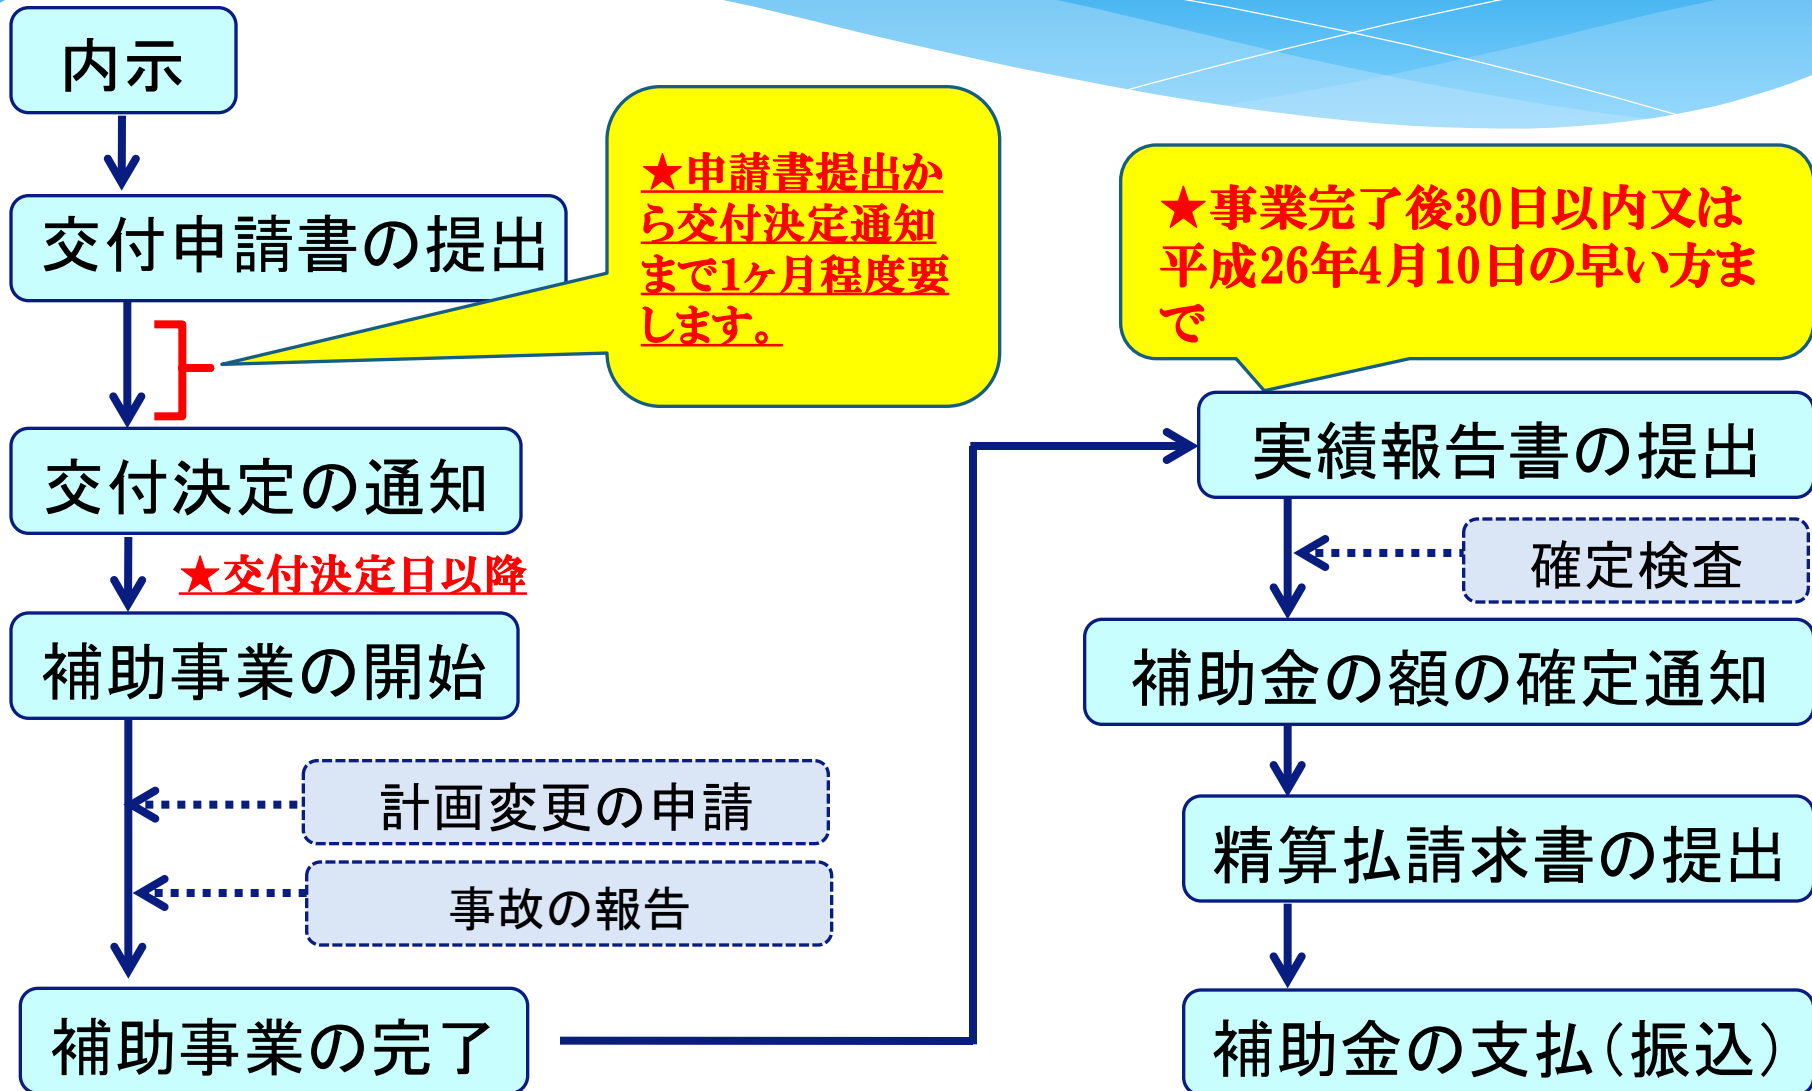 内示
交付申請書の提出
★申請書提出か
ら交付決定通知
まで1ヶ月程度要
します。
交付決定の通知
★交付決定日以降
補助事業の開始
計画変更の申請
事故の報告
補助事業の完了
★事業完了後30日以内又は
平成26年4月10日の早い方ま
で
実績報告書の提出
確定検査
補助金の額の確定通知
精算払請求書の提出
補助金の支払(振込)